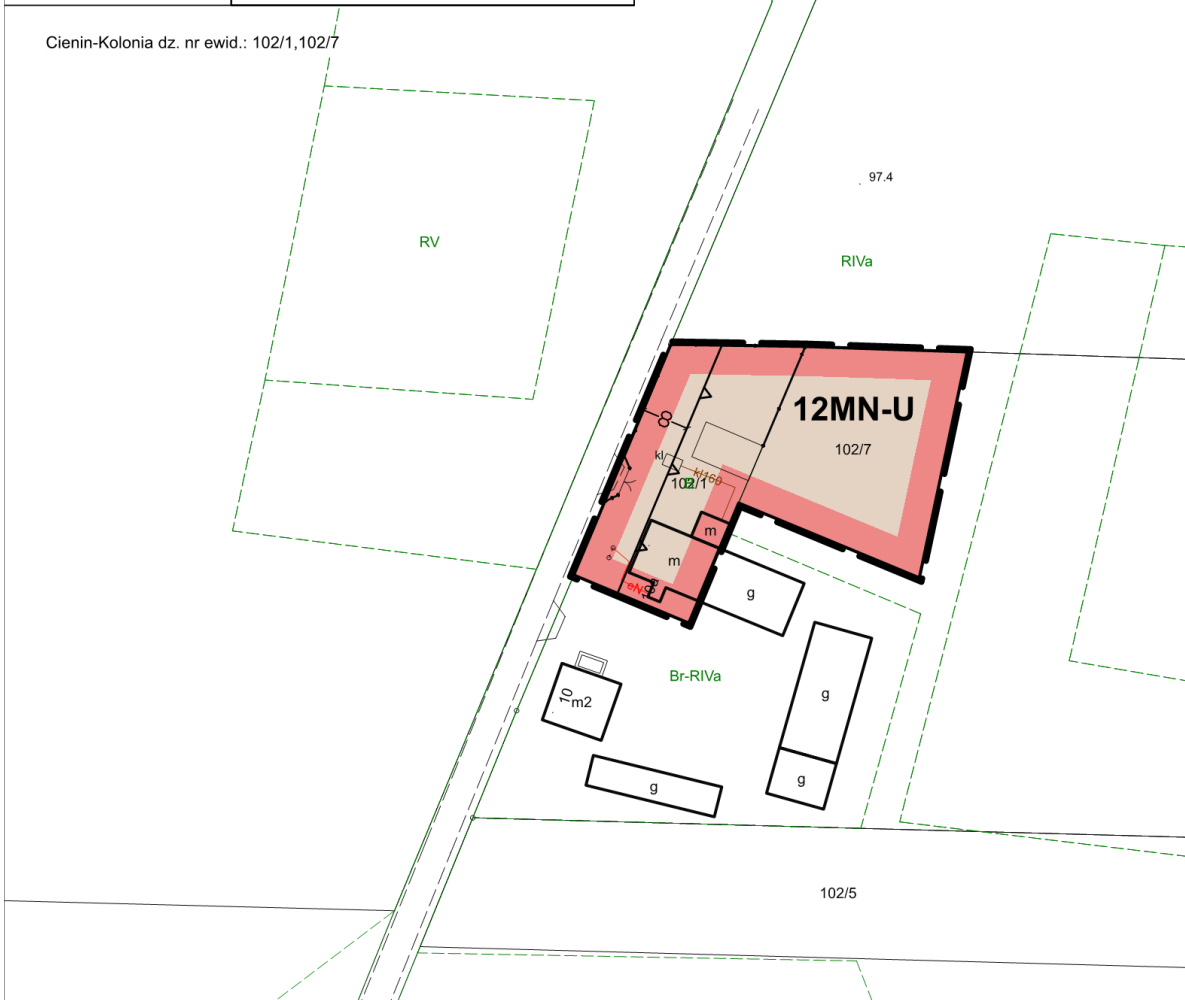 Cienin-Kolonia dz. nr ewid.: 102/1,102/7
97.4
RV
RIVa
12MN-U
8
102/7
kl
kl160
102/1
m
m
g
Br-RIVa
10
m2
g
g
g
102/5